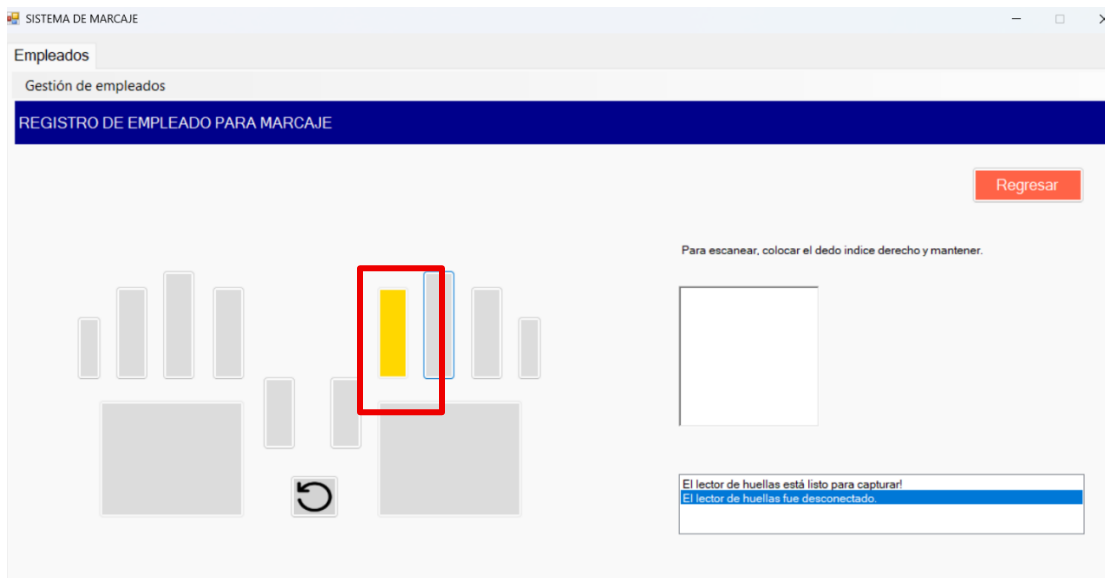 SISTEMA DE MARCAJE
Empleados
Gestión de empleados
REGISTRO DE EMPLEADO PARA MARCAJE
Regresar
Para escanear, colocar el dedo indice derecho y mantener.
El lector de huellas está listo para capturar!
El lector de huellas fue desconectado.